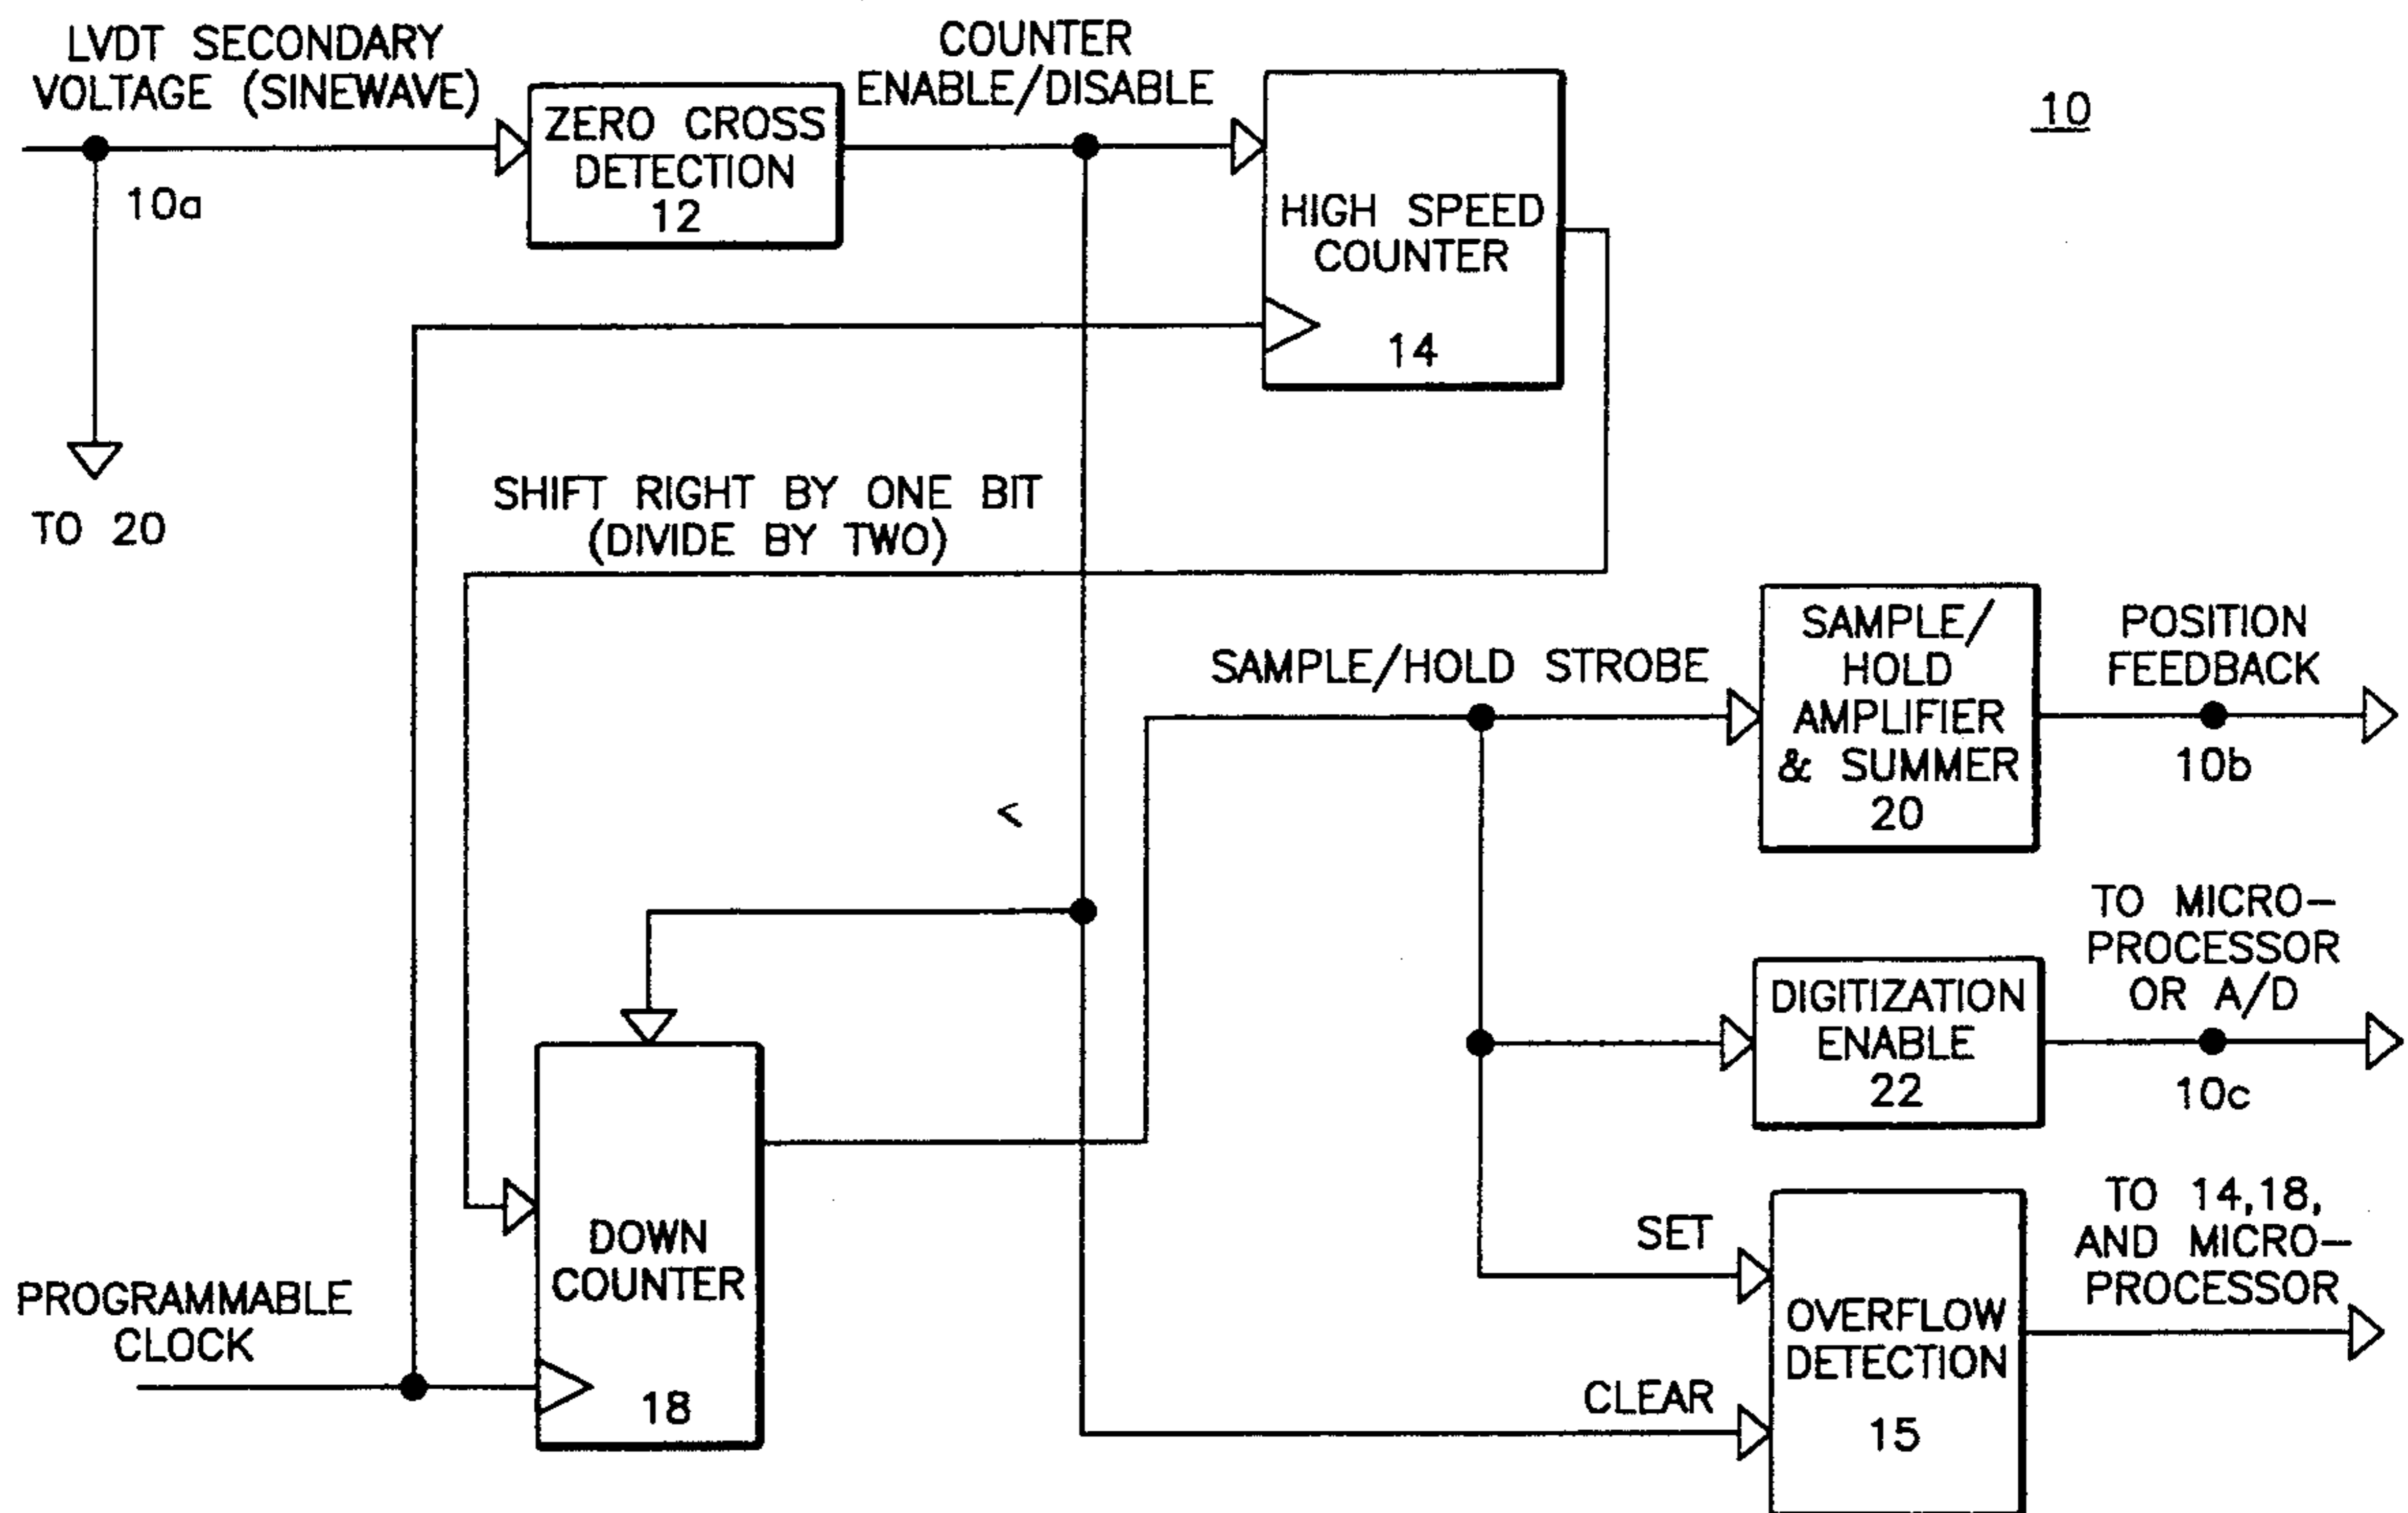 LVDT SECONDARY
VOLTAGE (SINEWAVE)
10a
TO 20
ZERO CROSS
DETECTION
12
COUNTER
ENABLE/DISABLE
HIGH SPEED
COUNTER
14
10
SHIFT RIGHT BY ONE BIT
(DIVIDE BY TWO)
SAMPLE/HOLD STROBE
SAMPLE/
HOLD
AMPLIFIER
& SUMMER
20
POSITION
FEEDBACK
10b
<
DIGITIZATION
ENABLE
22
TO MICRO-
PROCESSOR
OR A/D
10c
DOWN
COUNTER
18
PROGRAMMABLE
CLOCK
SET
CLEAR
OVERFLOW
DETECTION
15
TO 14,18,
AND MICRO-
PROCESSOR